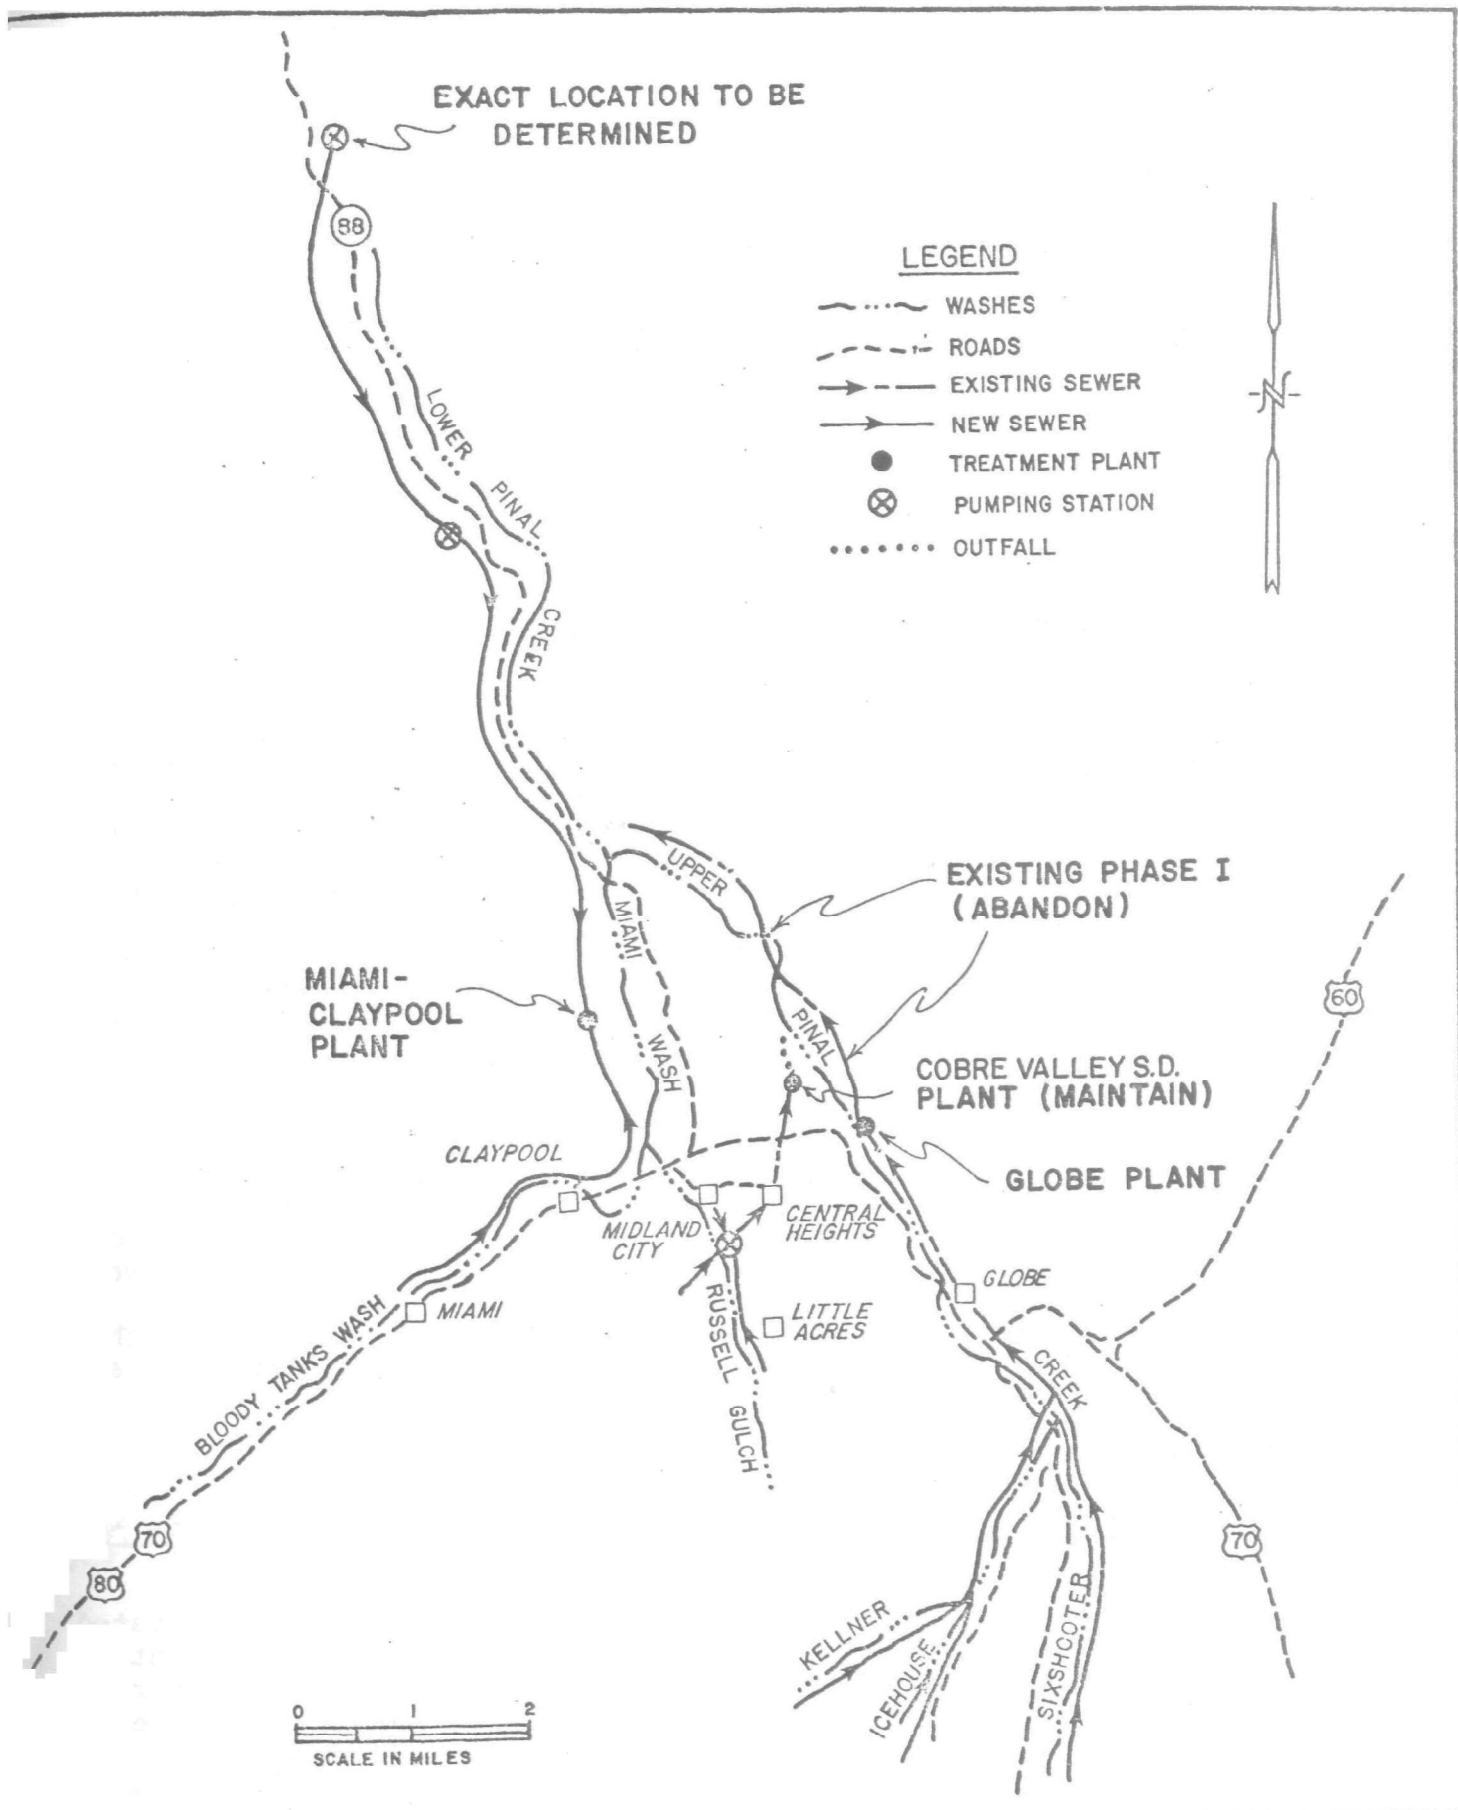 EXACT LOCATION TO BE
DETERMINED
88
LEGEND
WASHES
ROADS
EXISTING SEWER
NEW SEWER
TREATMENT PLANT
PUMPING STATION
OUTFALL
N
LOWER
PINAL
CREEK
UPPER
EXISTING PHASE I
(ABANDON)
MIAMI
WASH
MIAMI-
CLAYPOOL
PLANT
60
PINAL
COBRE VALLEY S.D.
PLANT (MAINTAIN)
GLOBE PLANT
CLAYPOOL
MIDLAND
CITY
CENTRAL
HEIGHTS
GLOBE
MIAMI
LITTLE
ACRES
RUSSELL
GULCH
CREEK
BLOODY TANKS WASH
70
80
70
KELLNER
ICEHOUSE
SIXSHOOTER
0 1 2
SCALE IN MILES